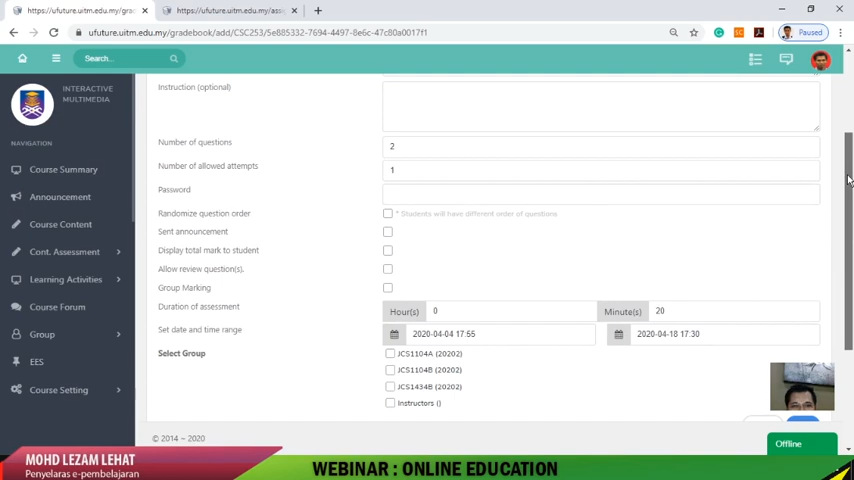 https://ufuture.uitm.edu.my/grad
https://ufuture.uitm.edu.my/asse
ufuture.uitm.edu.my/gradebook/add/CSC253/5e885332-7694-4497-8e6c-47c80a0017f1
Paused
Search...
INTERACTIVE
MULTIMEDIA
NAVIGATION
Course Summary
Announcement
Course Content
Cont. Assessment
Learning Activities
Course Forum
Group
EES
Course Setting
Instruction (optional)
Number of questions
2
Number of allowed attempts
1
Password
Randomize question order
* Students will have different order of questions
Sent announcement
Display total mark to student
Allow review question(s).
Group Marking
Duration of assessment
Hour(s) 0 Minute(s) 20
Set date and time range
2020-04-04 17:55 2020-04-18 17:30
Select Group
JCS1104A (20202)
JCS1104B (20202)
JCS1434B (20202)
Instructors ()
© 2014 – 2020
Offline
MOHD LEZAM LEHAT
Penyelaras e-pembelajaran
WEBINAR : ONLINE EDUCATION